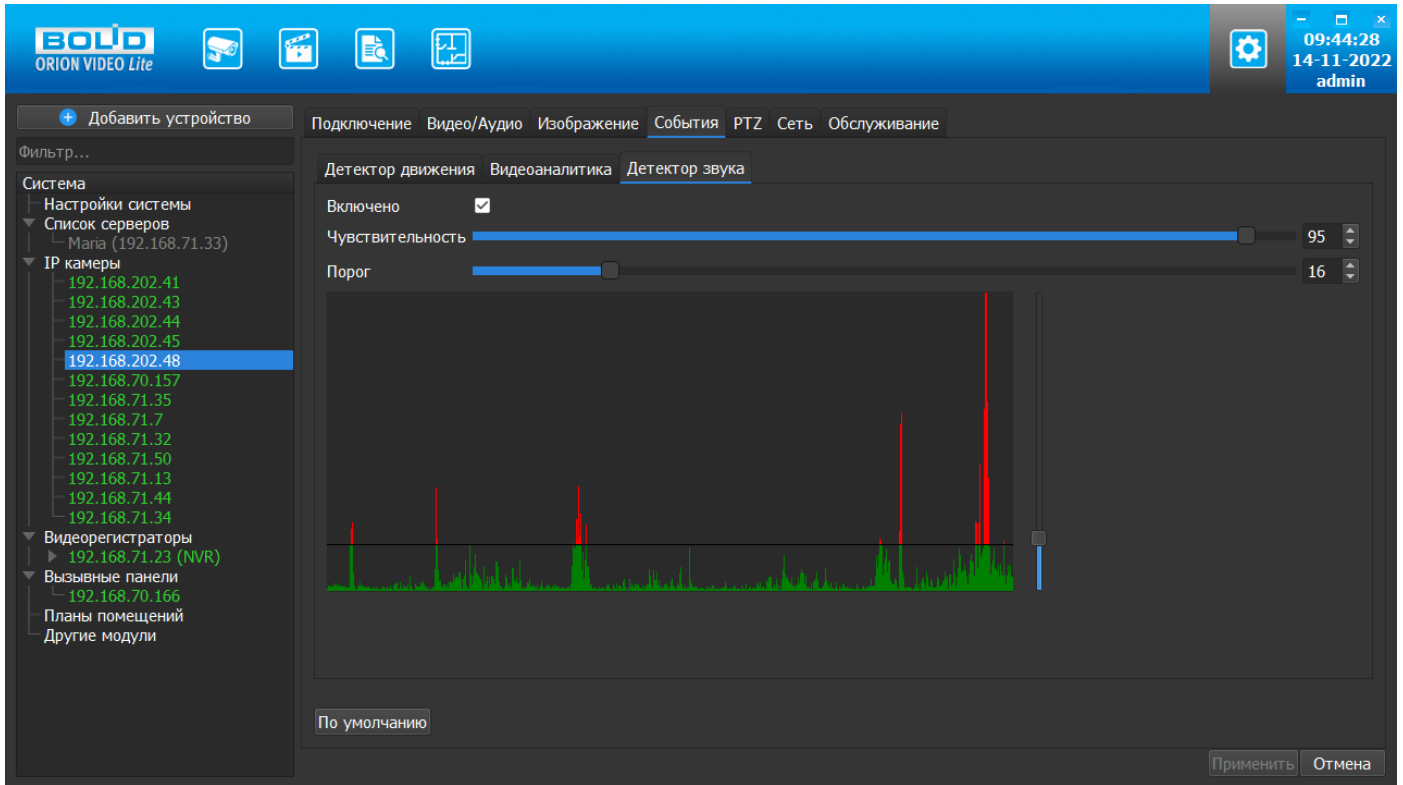 BOLID
ORION VIDEO Lite
09:44:28
14-11-2022
admin
Добавить устройство
Фильтр...
Система
Настройки системы
Список серверов
Maria (192.168.71.33)
IP камеры
192.168.202.41
192.168.202.43
192.168.202.44
192.168.202.45
192.168.202.48
192.168.70.157
192.168.71.35
192.168.71.7
192.168.71.32
192.168.71.50
192.168.71.13
192.168.71.44
192.168.71.34
Видеорегистраторы
192.168.71.23 (NVR)
Вызывные панели
192.168.70.166
Планы помещений
Другие модули
Подключение Видео/Аудио Изображение События PTZ Сеть Обслуживание
Детектор движения Видеоаналитика Детектор звука
Включено
Чувствительность 95
Порог 16
По умолчанию
Применить Отмена